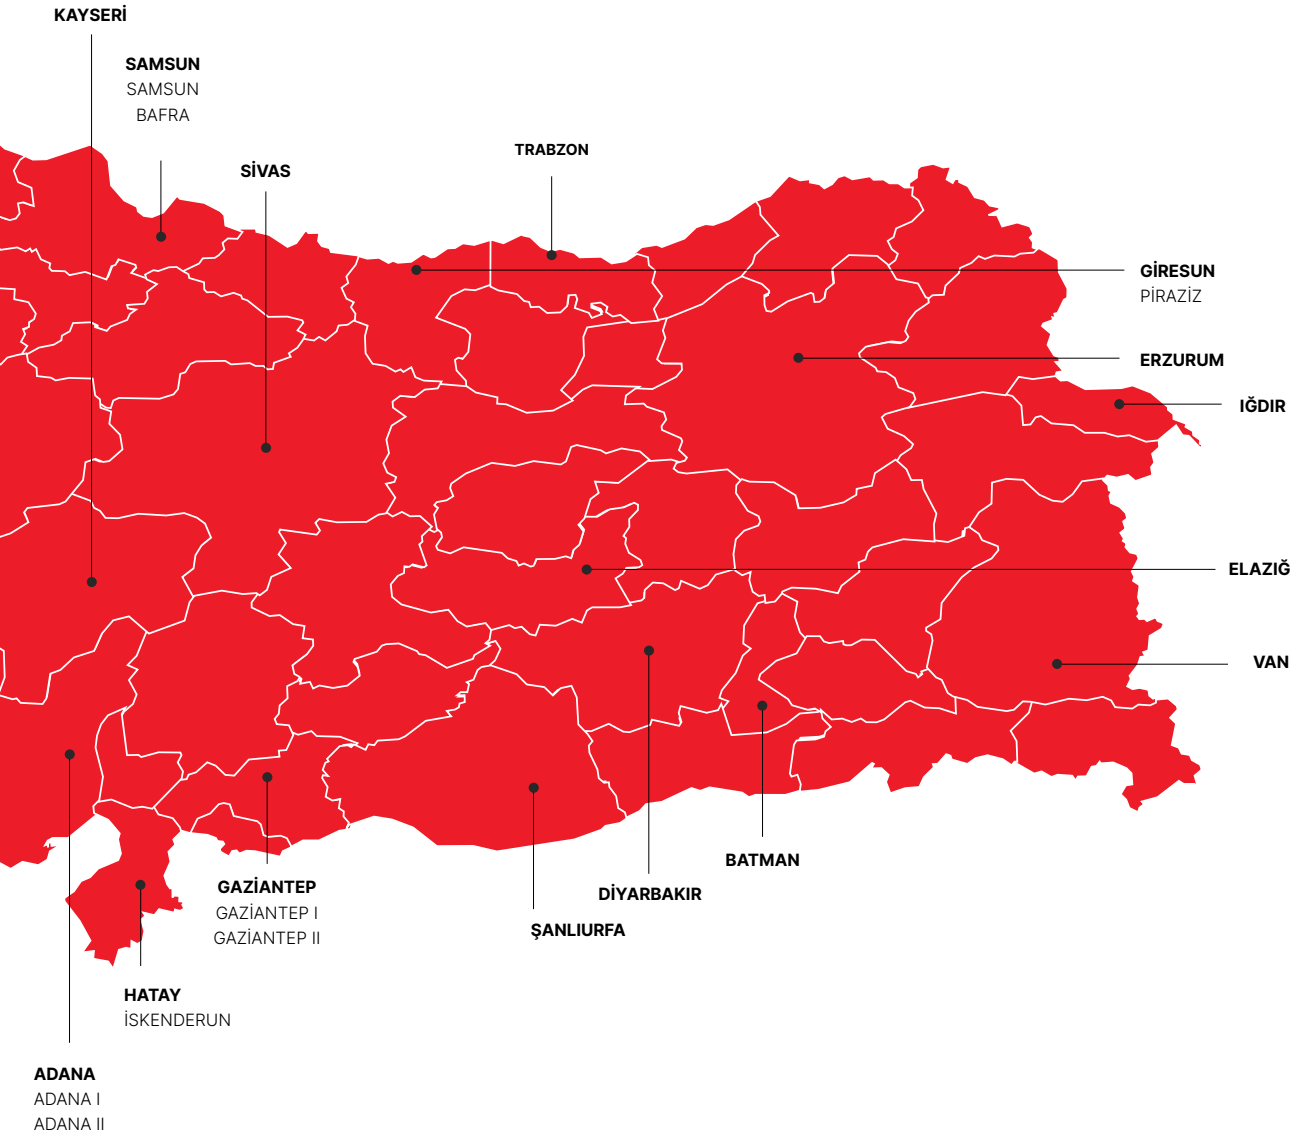 KAYSERİ
SAMSUN
SAMSUN
BAFRA
SİVAS
TRABZON
GİRESUN
PİRAZİZ
ERZURUM
IĞDIR
ELAZIĞ
VAN
BATMAN
DİYARBAKIR
ŞANLIURFA
GAZİANTEP
GAZİANTEP I
GAZİANTEP II
HATAY
İSKENDERUN
ADANA
ADANA I
ADANA II